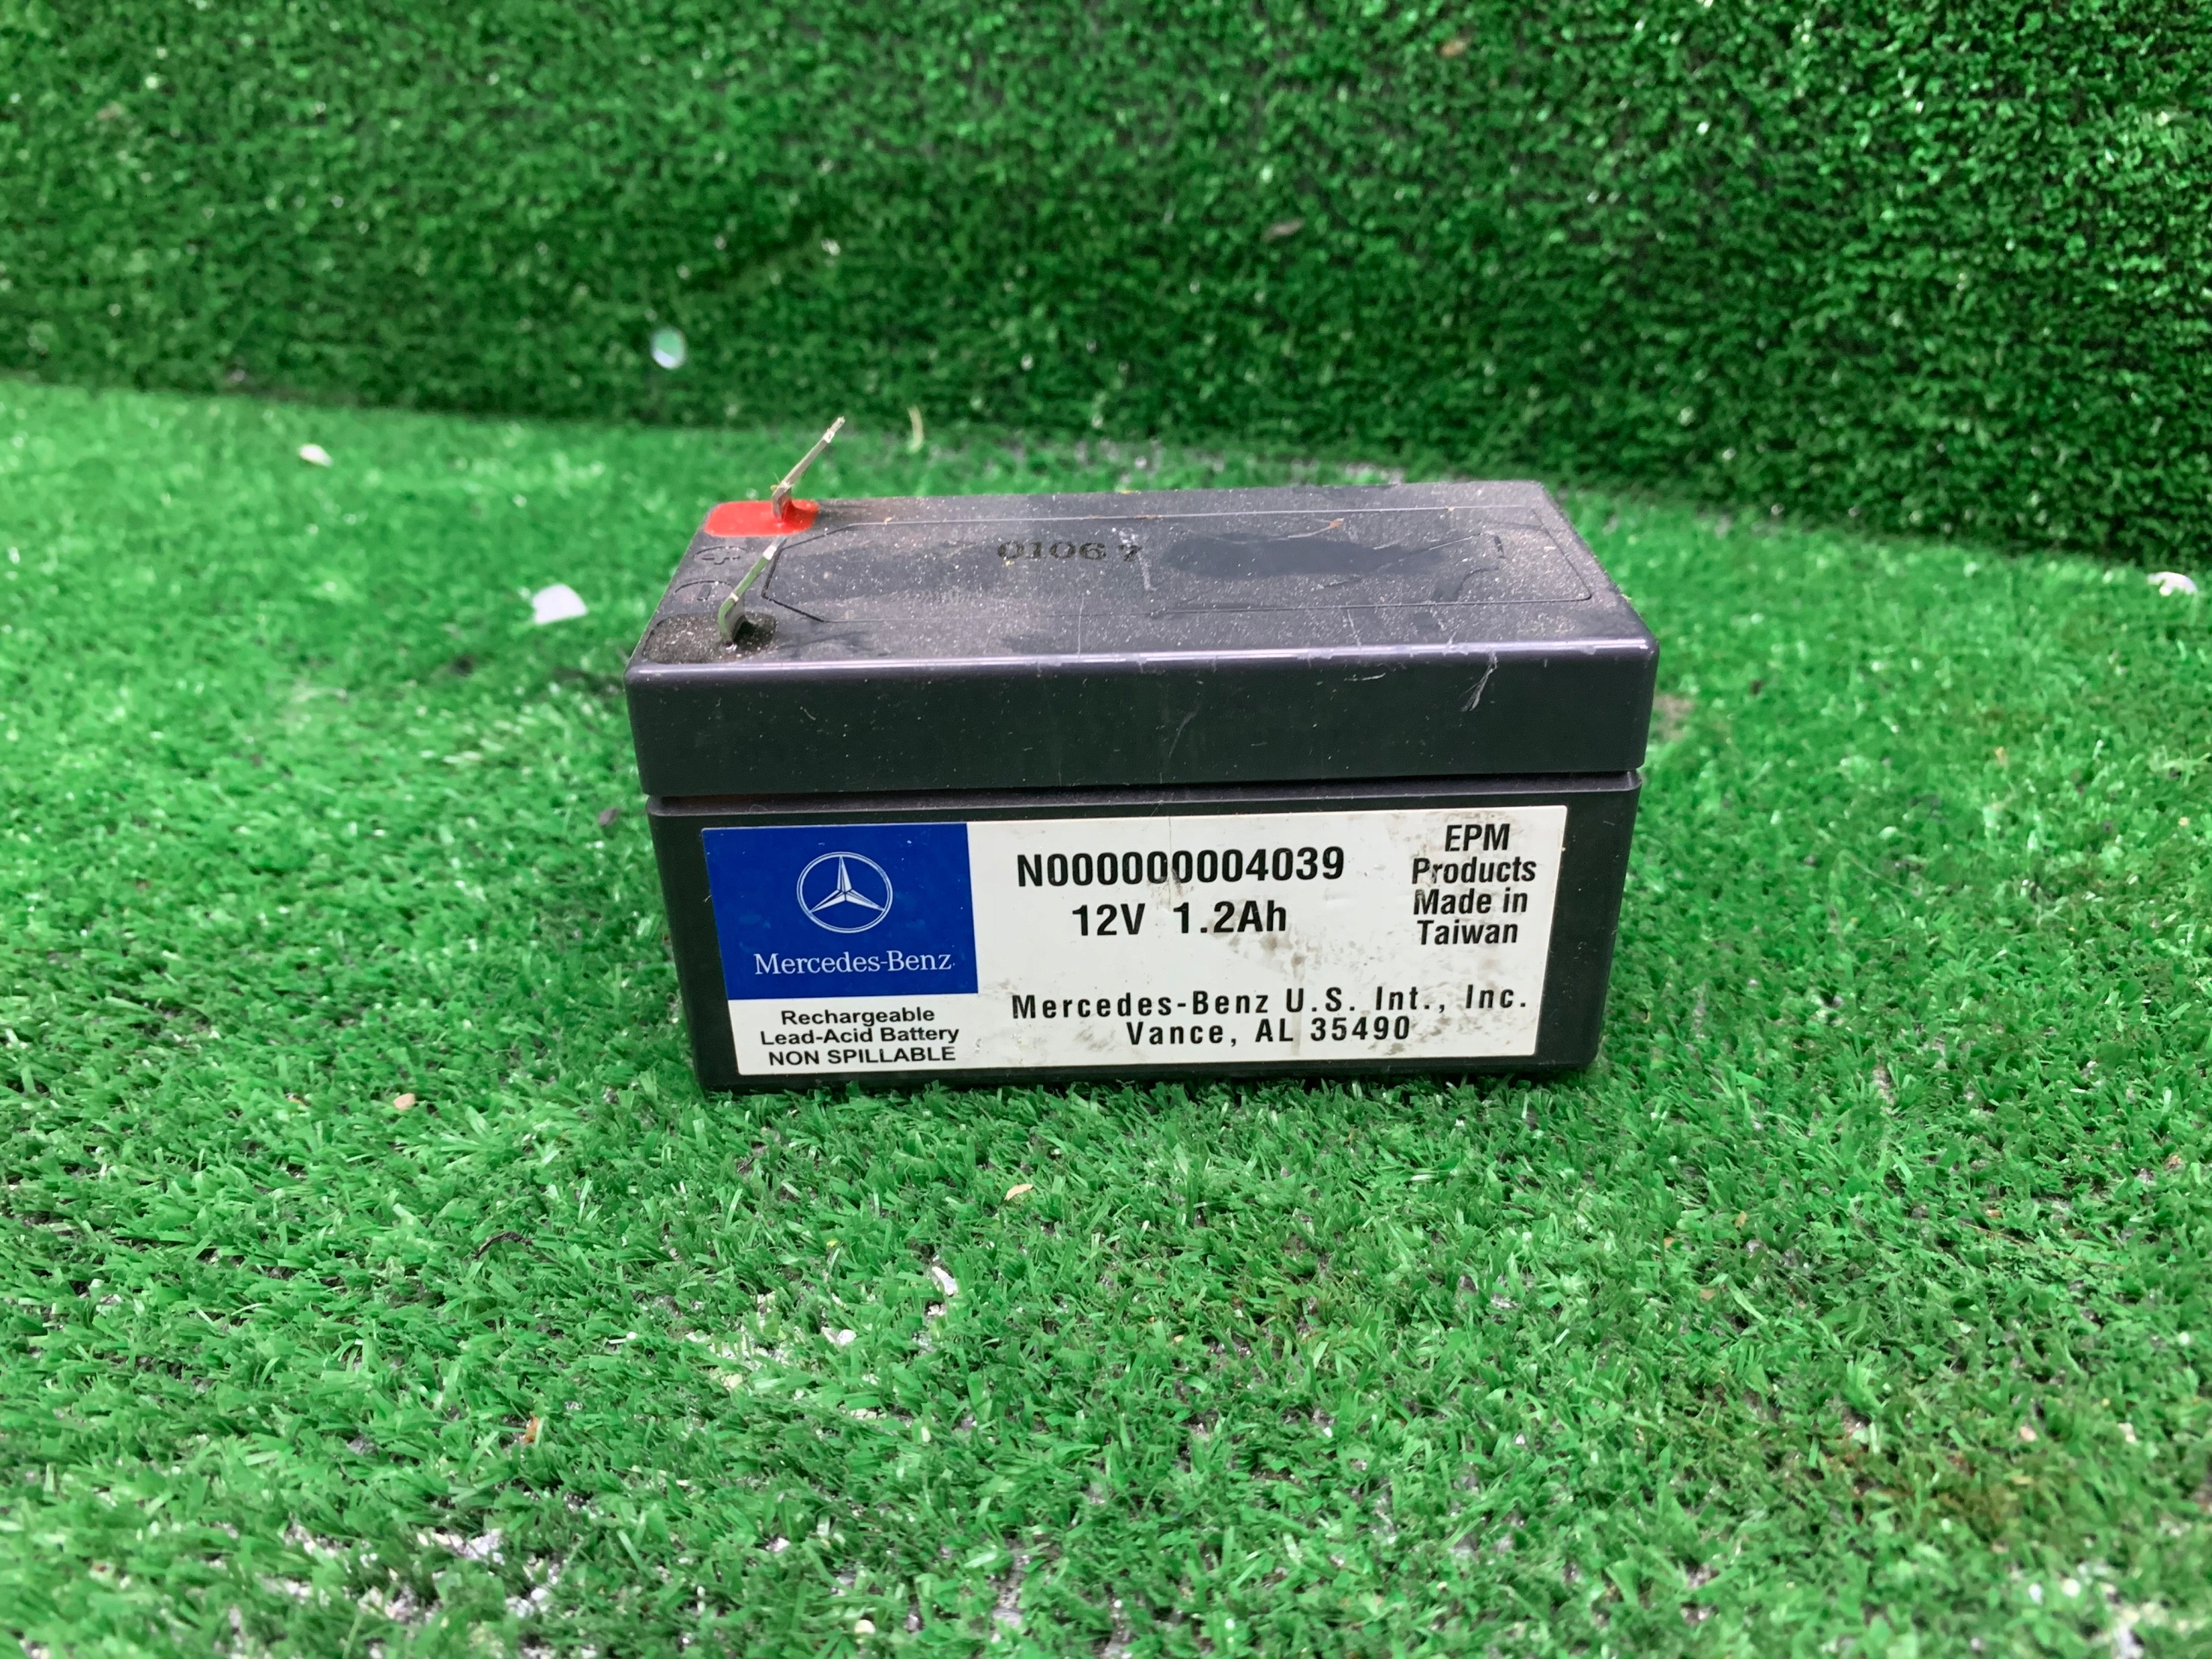 Mercedes-Benz
Rechargeable
Lead-Acid Battery
NON SPILLABLE
N000000004039
12V 1.2Ah
EPM
Products
Made in
Taiwan
Mercedes-Benz U.S. Int., Inc.
Vance, AL 35490